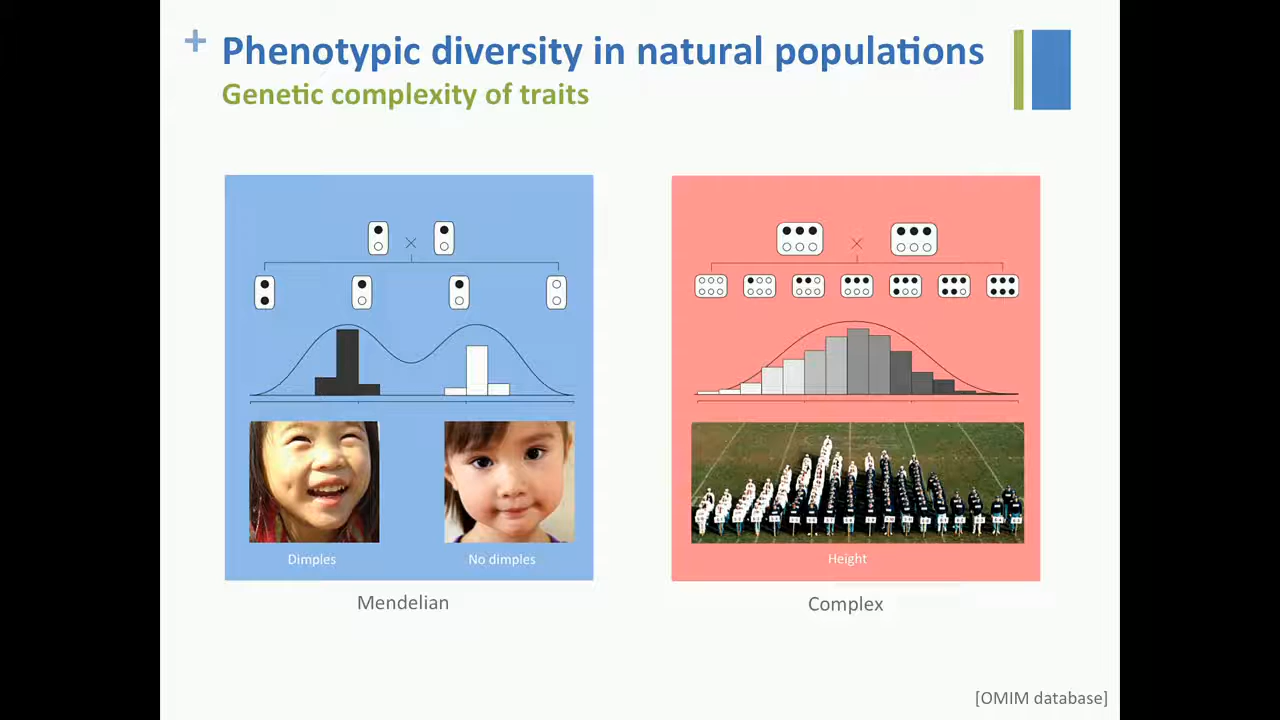 + Phenotypic diversity in natural populations
Genetic complexity of traits
Dimples
No dimples
Height
Mendelian
Complex
[OMIM database]